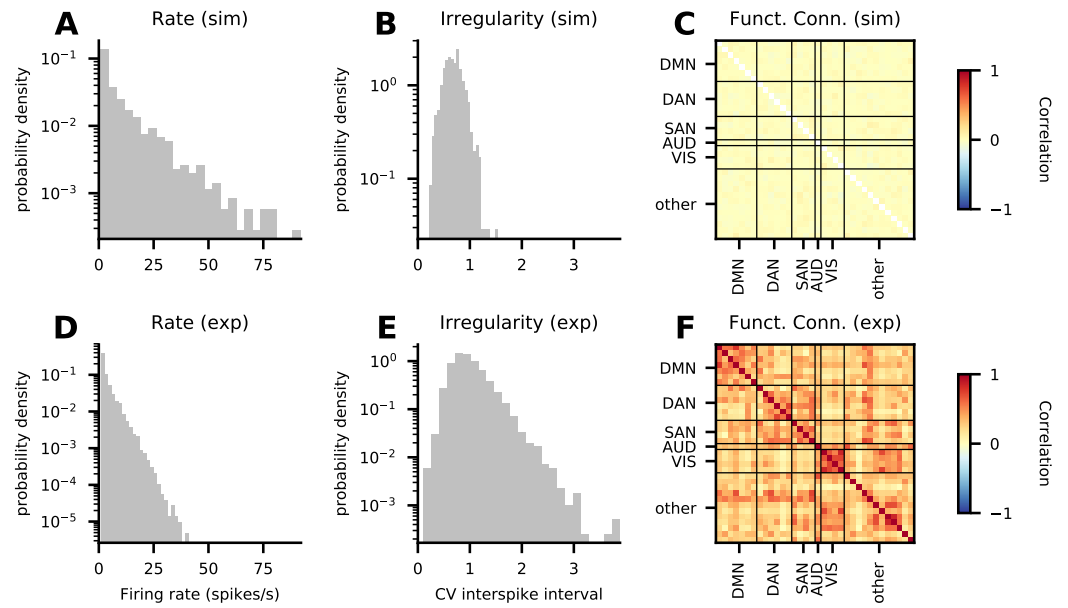 A
Rate (sim)
probability density
10⁻¹
10⁻²
10⁻³
0 25 50 75
B
Irregularity (sim)
probability density
10⁰
10⁻¹
0 1 2 3
C
Funct. Conn. (sim)
DMN
DAN
SAN
AUD
VIS
other
DMN DAN SAN AUD VIS other
1
0
−1
Correlation
D
Rate (exp)
probability density
10⁻¹
10⁻²
10⁻³
10⁻⁴
10⁻⁵
0 25 50 75
Firing rate (spikes/s)
E
Irregularity (exp)
probability density
10⁰
10⁻¹
10⁻²
10⁻³
0 1 2 3
CV interspike interval
F
Funct. Conn. (exp)
DMN
DAN
SAN
AUD
VIS
other
DMN DAN SAN AUD VIS other
1
0
−1
Correlation